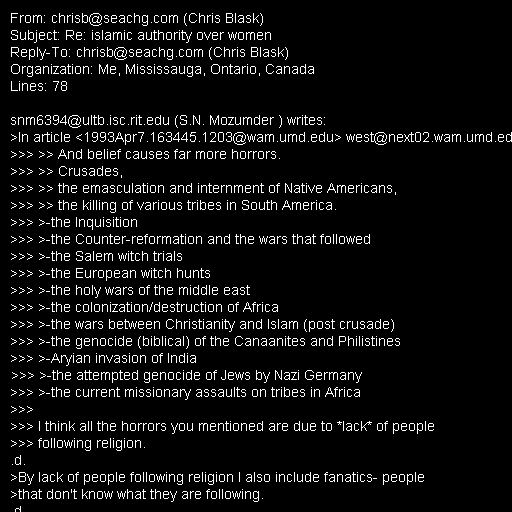 From: chrisb@seachg.com (Chris Blask)
Subject: Re: islamic authority over women
Reply-To: chrisb@seachg.com (Chris Blask)
Organization: Me, Mississauga, Ontario, Canada
Lines: 78

snm6394@ultb.isc.rit.edu (S.N. Mozumder ) writes:
>In article <1993Apr7.163445.1203@wam.umd.edu> west@next02.wam.umd.ed
>>> >> And belief causes far more horrors.
>>> >> Crusades,
>>> >> the emasculation and internment of Native Americans,
>>> >> the killing of various tribes in South America.
>>> >-the Inquisition
>>> >-the Counter-reformation and the wars that followed
>>> >-the Salem witch trials
>>> >-the European witch hunts
>>> >-the holy wars of the middle east
>>> >-the colonization/destruction of Africa
>>> >-the wars between Christianity and Islam (post crusade)
>>> >-the genocide (biblical) of the Canaanites and Philistines
>>> >-Aryian invasion of India
>>> >-the attempted genocide of Jews by Nazi Germany
>>> >-the current missionary assaults on tribes in Africa
>>>
>>> I think all the horrors you mentioned are due to *lack* of people
>>> following religion.
.d.
>By lack of people following religion I also include fanatics- people
>that don't know what they are following.
.d.